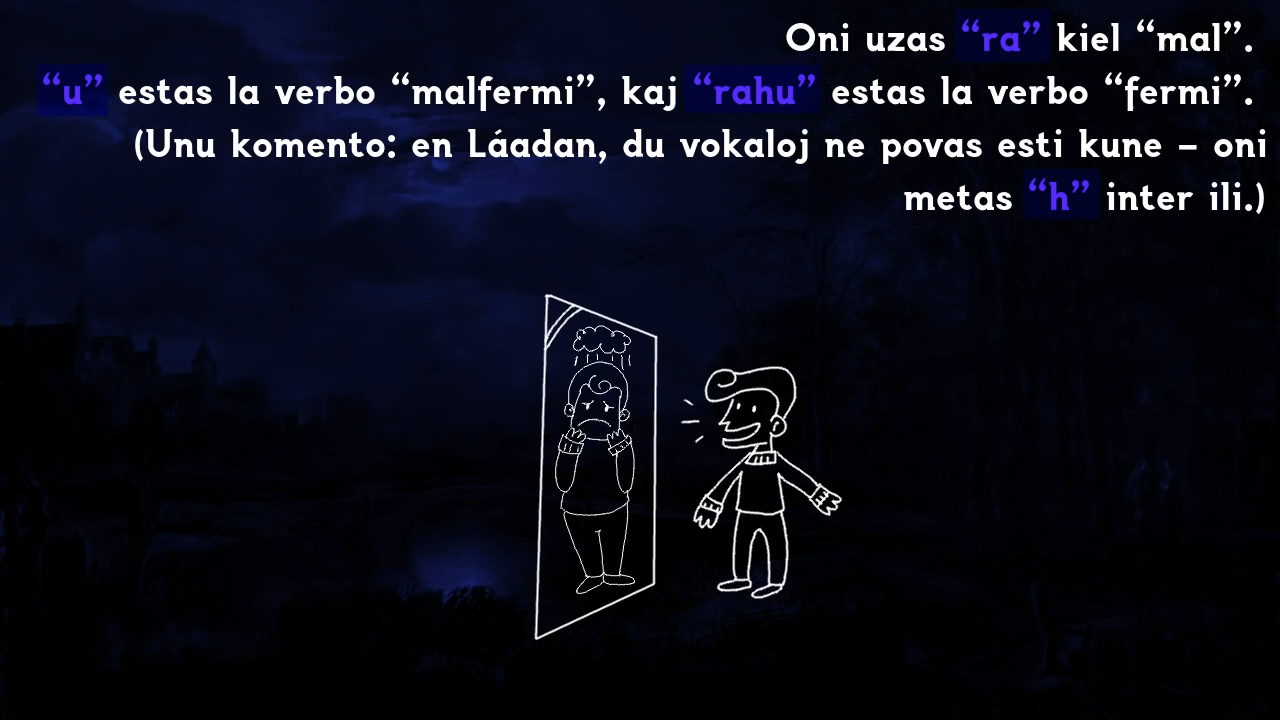 Oni uzas “ra” kiel “mal”.
“u” estas la verbo “malfermi”, kaj “rahu” estas la verbo “fermi”.
(Unu komento: en Láadan, du vokaloj ne povas esti kune – oni
metas “h” inter ili.)